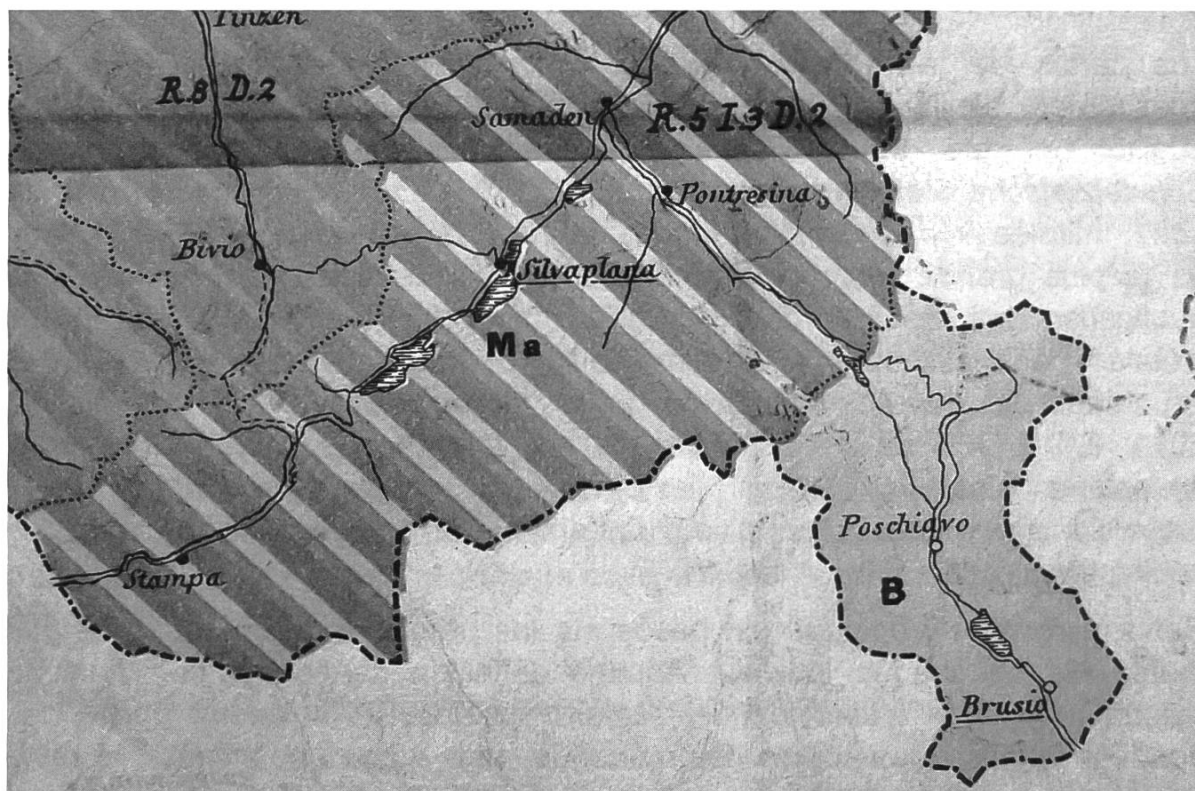 Tinzen
R.8 D.2
Samaden
R.5 I.3 D.2
Pontresina
Bivio
Silvaplana
Ma
Poschiavo
Stampa
B
Brusio